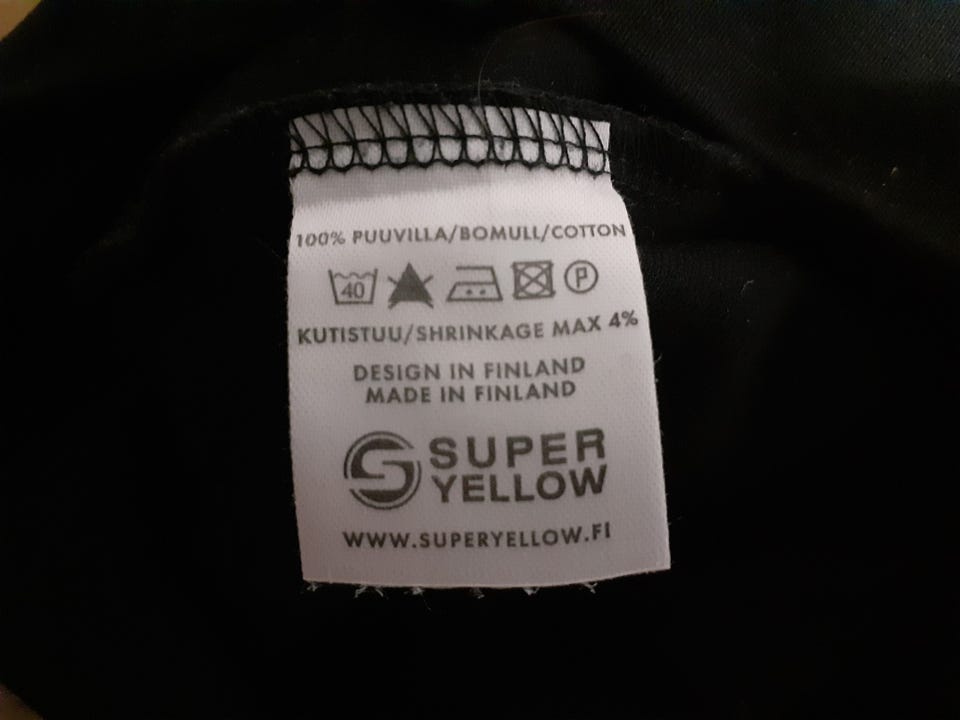 100% PUUVILLA/BOMULL/COTTON
40 P
KUTISTUU/SHRINKAGE MAX 4%
DESIGN IN FINLAND
MADE IN FINLAND
SUPER
YELLOW
WWW.SUPERYELLOW.FI